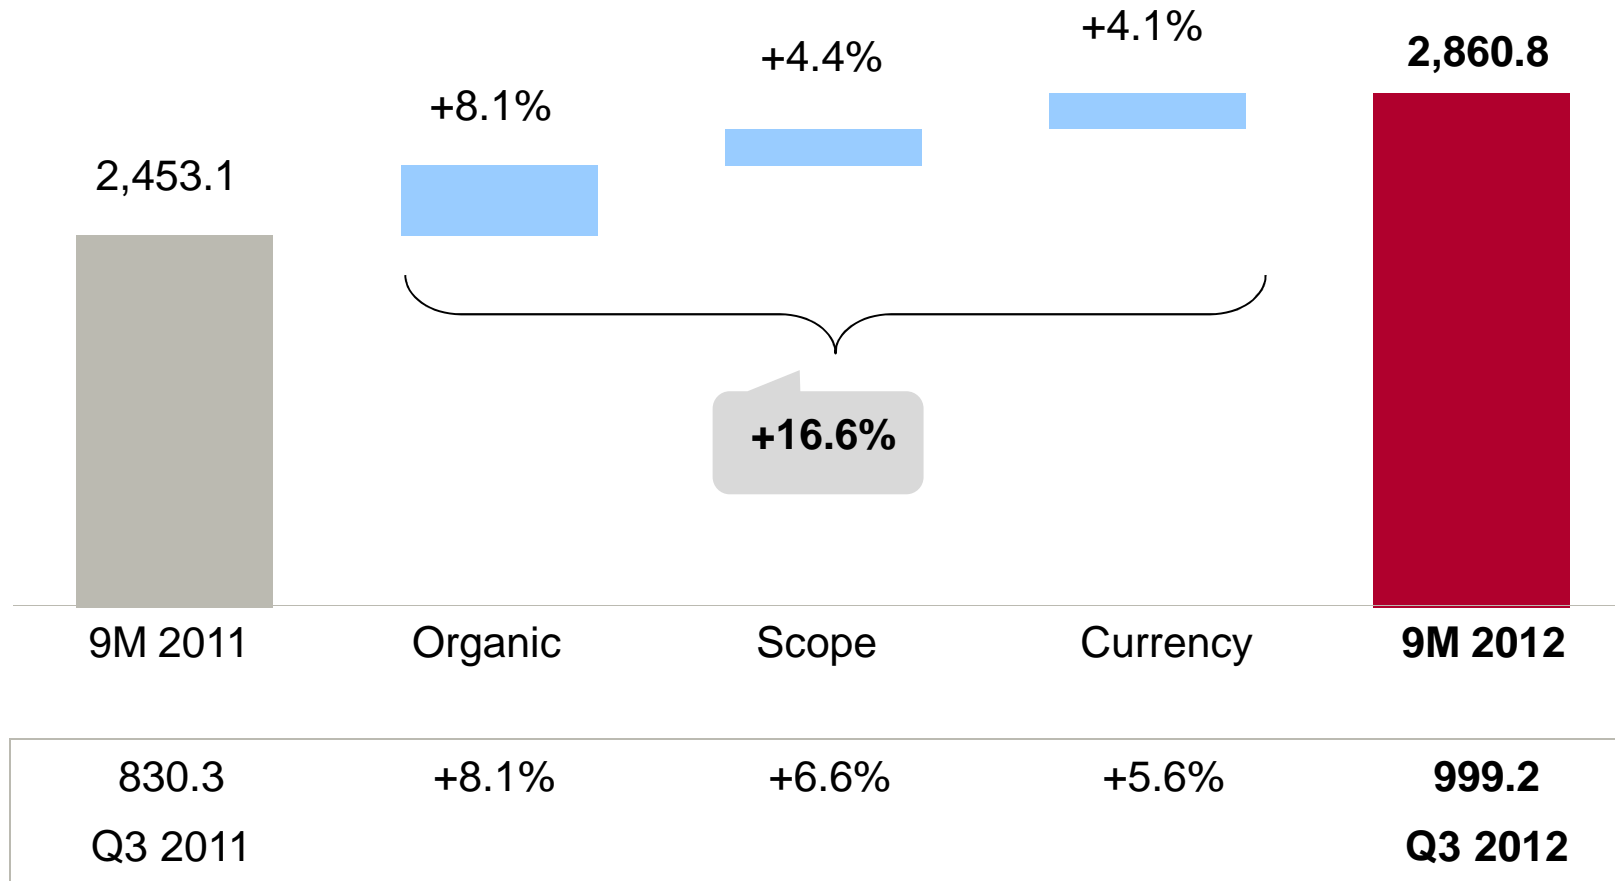 +4.1%
+4.4%
2,860.8
+8.1%
2,453.1
+16.6%
9M 2011 Organic Scope Currency 9M 2012
830.3 +8.1% +6.6% +5.6% 999.2
Q3 2011 Q3 2012